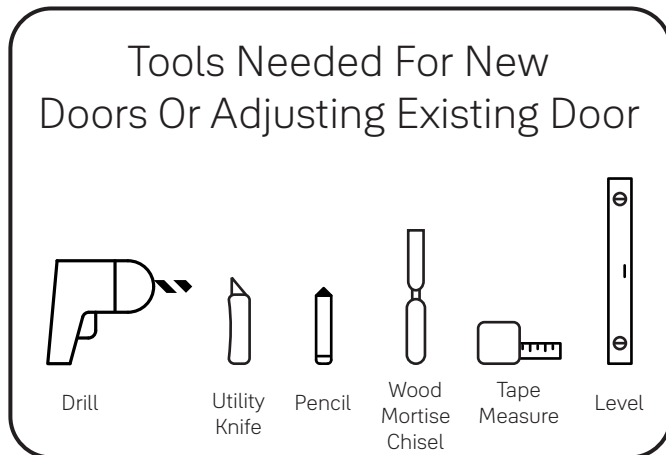 Tools Needed For New
Doors Or Adjusting Existing Door
Drill
Utility
Knife
Pencil
Wood
Mortise
Chisel
Tape
Measure
Level